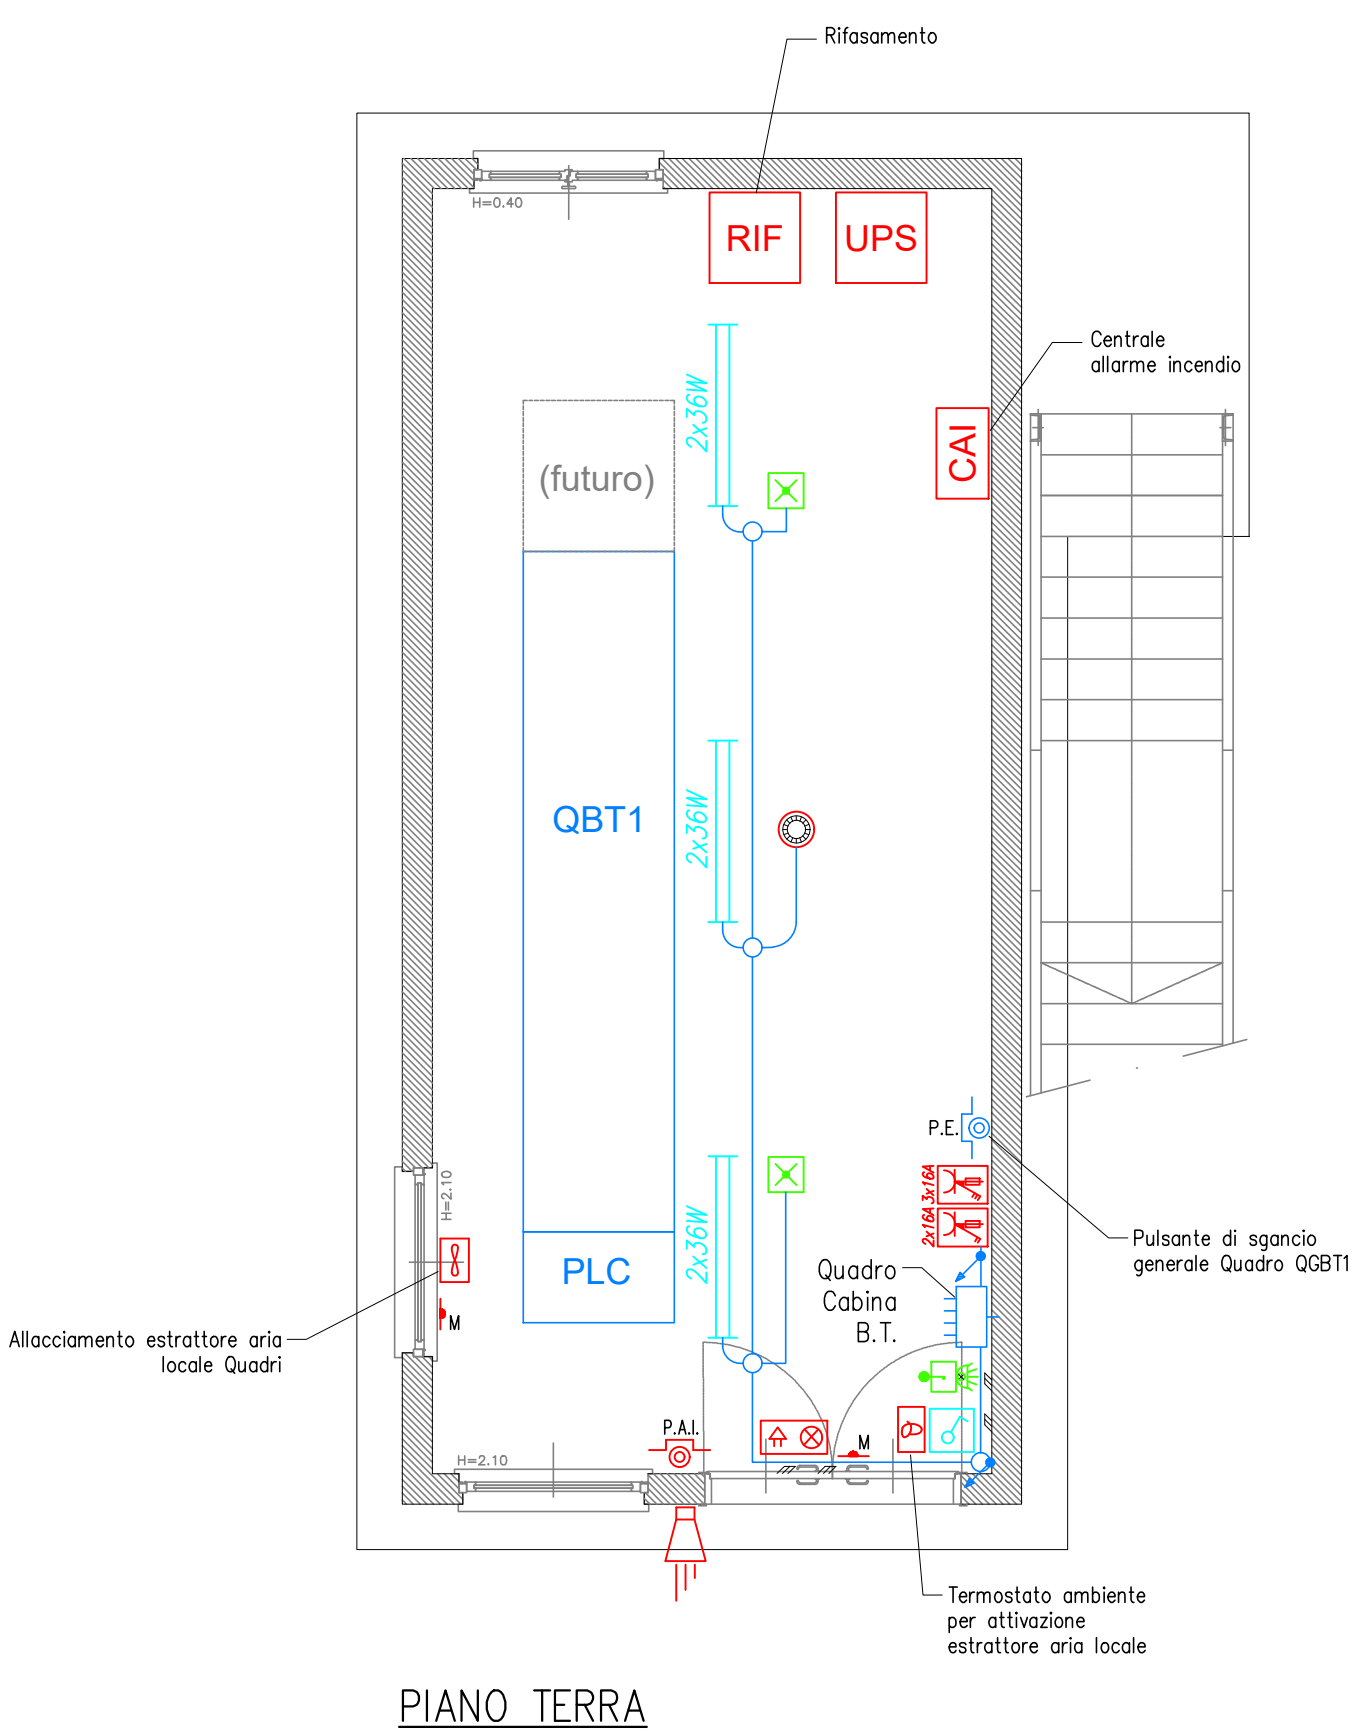 Rifasamento
H=0.40
RIF
UPS
Centrale
allarme incendio
2x36W
CAI
(futuro)
QBT1
2x36W
P.E.
3x16A
2x16A
H=2.10
2x36W
Pulsante di sgancio
generale Quadro QGBT1
PLC
Quadro
Cabina
B.T.
M
Allacciamento estrattore aria
locale Quadri
P.A.I.
M
H=2.10
Termostato ambiente
per attivazione
estrattore aria locale
PIANO TERRA